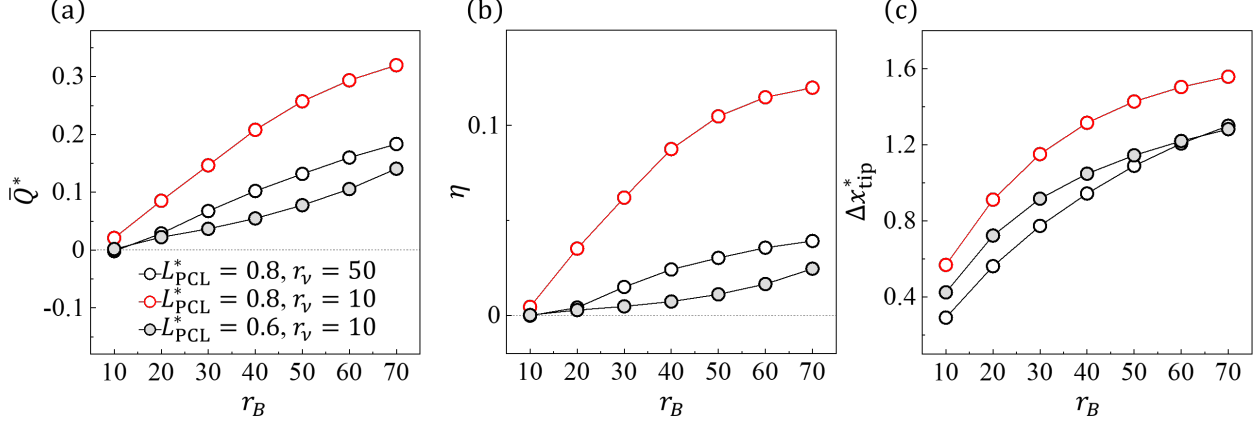 (a)
0.3
0.2
0.1
0
-0.1
Q̄*
L*PCL = 0.8, rν = 50
L*PCL = 0.8, rν = 10
L*PCL = 0.6, rν = 10
10 20 30 40 50 60 70
rB
(b)
0.1
0
η
10 20 30 40 50 60 70
rB
(c)
1.6
1.2
0.8
0.4
Δx*tip
10 20 30 40 50 60 70
rB